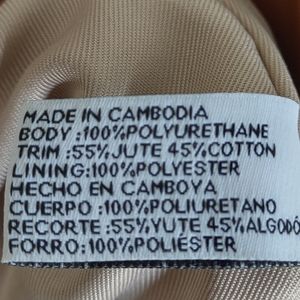 MADE IN CAMBODIA
BODY :100%POLYURETHANE
TRIM :55%JUTE 45%COTTON
LINING:100%POLYESTER
HECHO EN CAMBOYA
CUERPO :100%POLIURETANO
RECORTE :55%YUTE 45%ALGODÓ
FORRO:100%POLIÉSTER